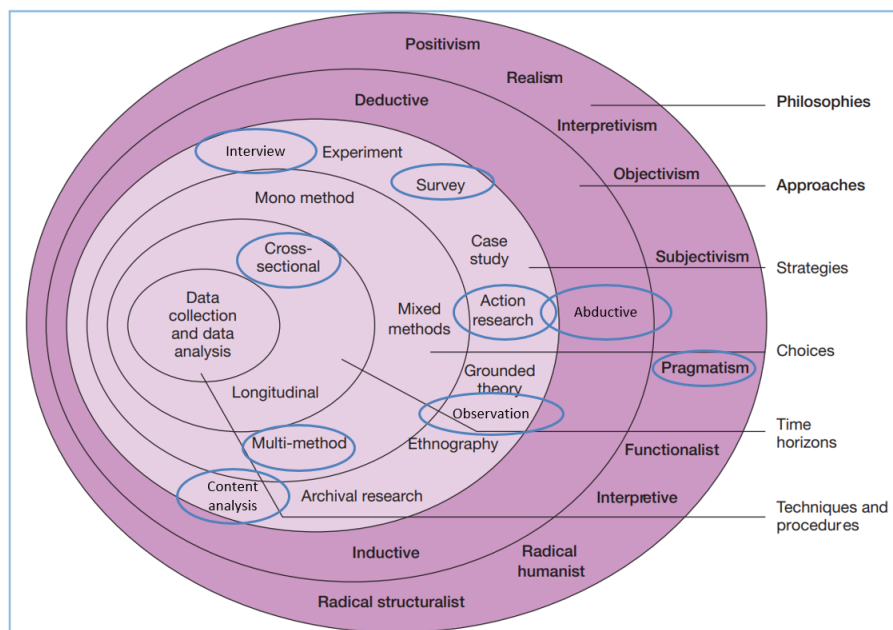 Positivism
Realism
Deductive
Philosophies
Interpretivism
Interview
Experiment
Objectivism
Survey
Approaches
Mono method
Case
study
Cross-
sectional
Subjectivism
Strategies
Data
collection
and data
analysis
Mixed
methods
Action
research
Abductive
Choices
Grounded
theory
Pragmatism
Longitudinal
Observation
Time
horizons
Multi-method
Ethnography
Functionalist
Content
analysis
Archival research
Interpretive
Techniques and
procedures
Inductive
Radical
humanist
Radical structuralist